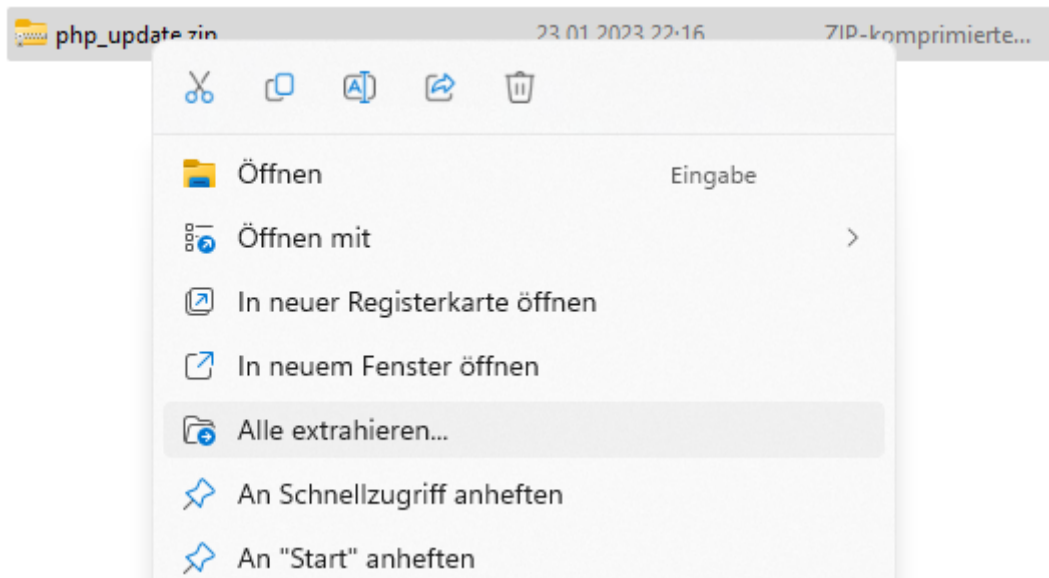 php_update.zip 23.01.2023 22:16 ZIP-komprimierte...
Öffnen Eingabe
Öffnen mit
In neuer Registerkarte öffnen
In neuem Fenster öffnen
Alle extrahieren...
An Schnellzugriff anheften
An "Start" anheften